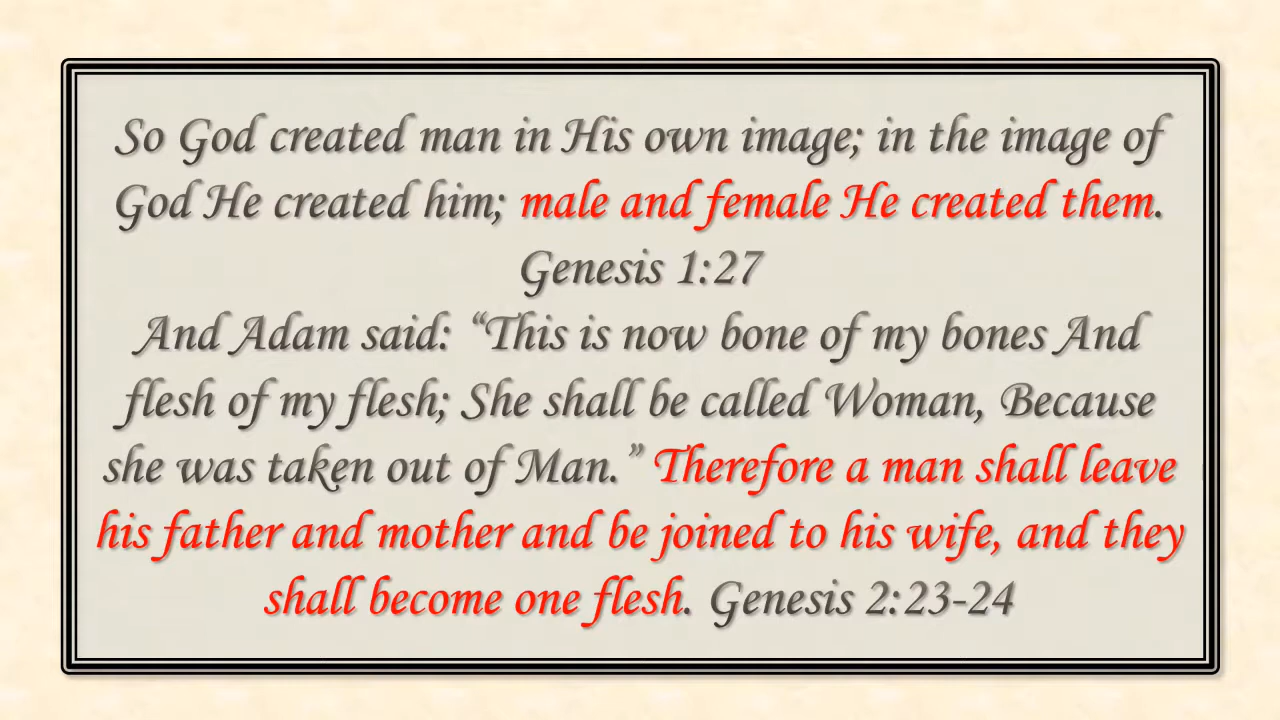 So God created man in His own image; in the image of
God He created him; male and female He created them.
Genesis 1:27
And Adam said: “This is now bone of my bones And
flesh of my flesh; She shall be called Woman, Because
she was taken out of Man.” Therefore a man shall leave
his father and mother and be joined to his wife, and they
shall become one flesh. Genesis 2:23-24